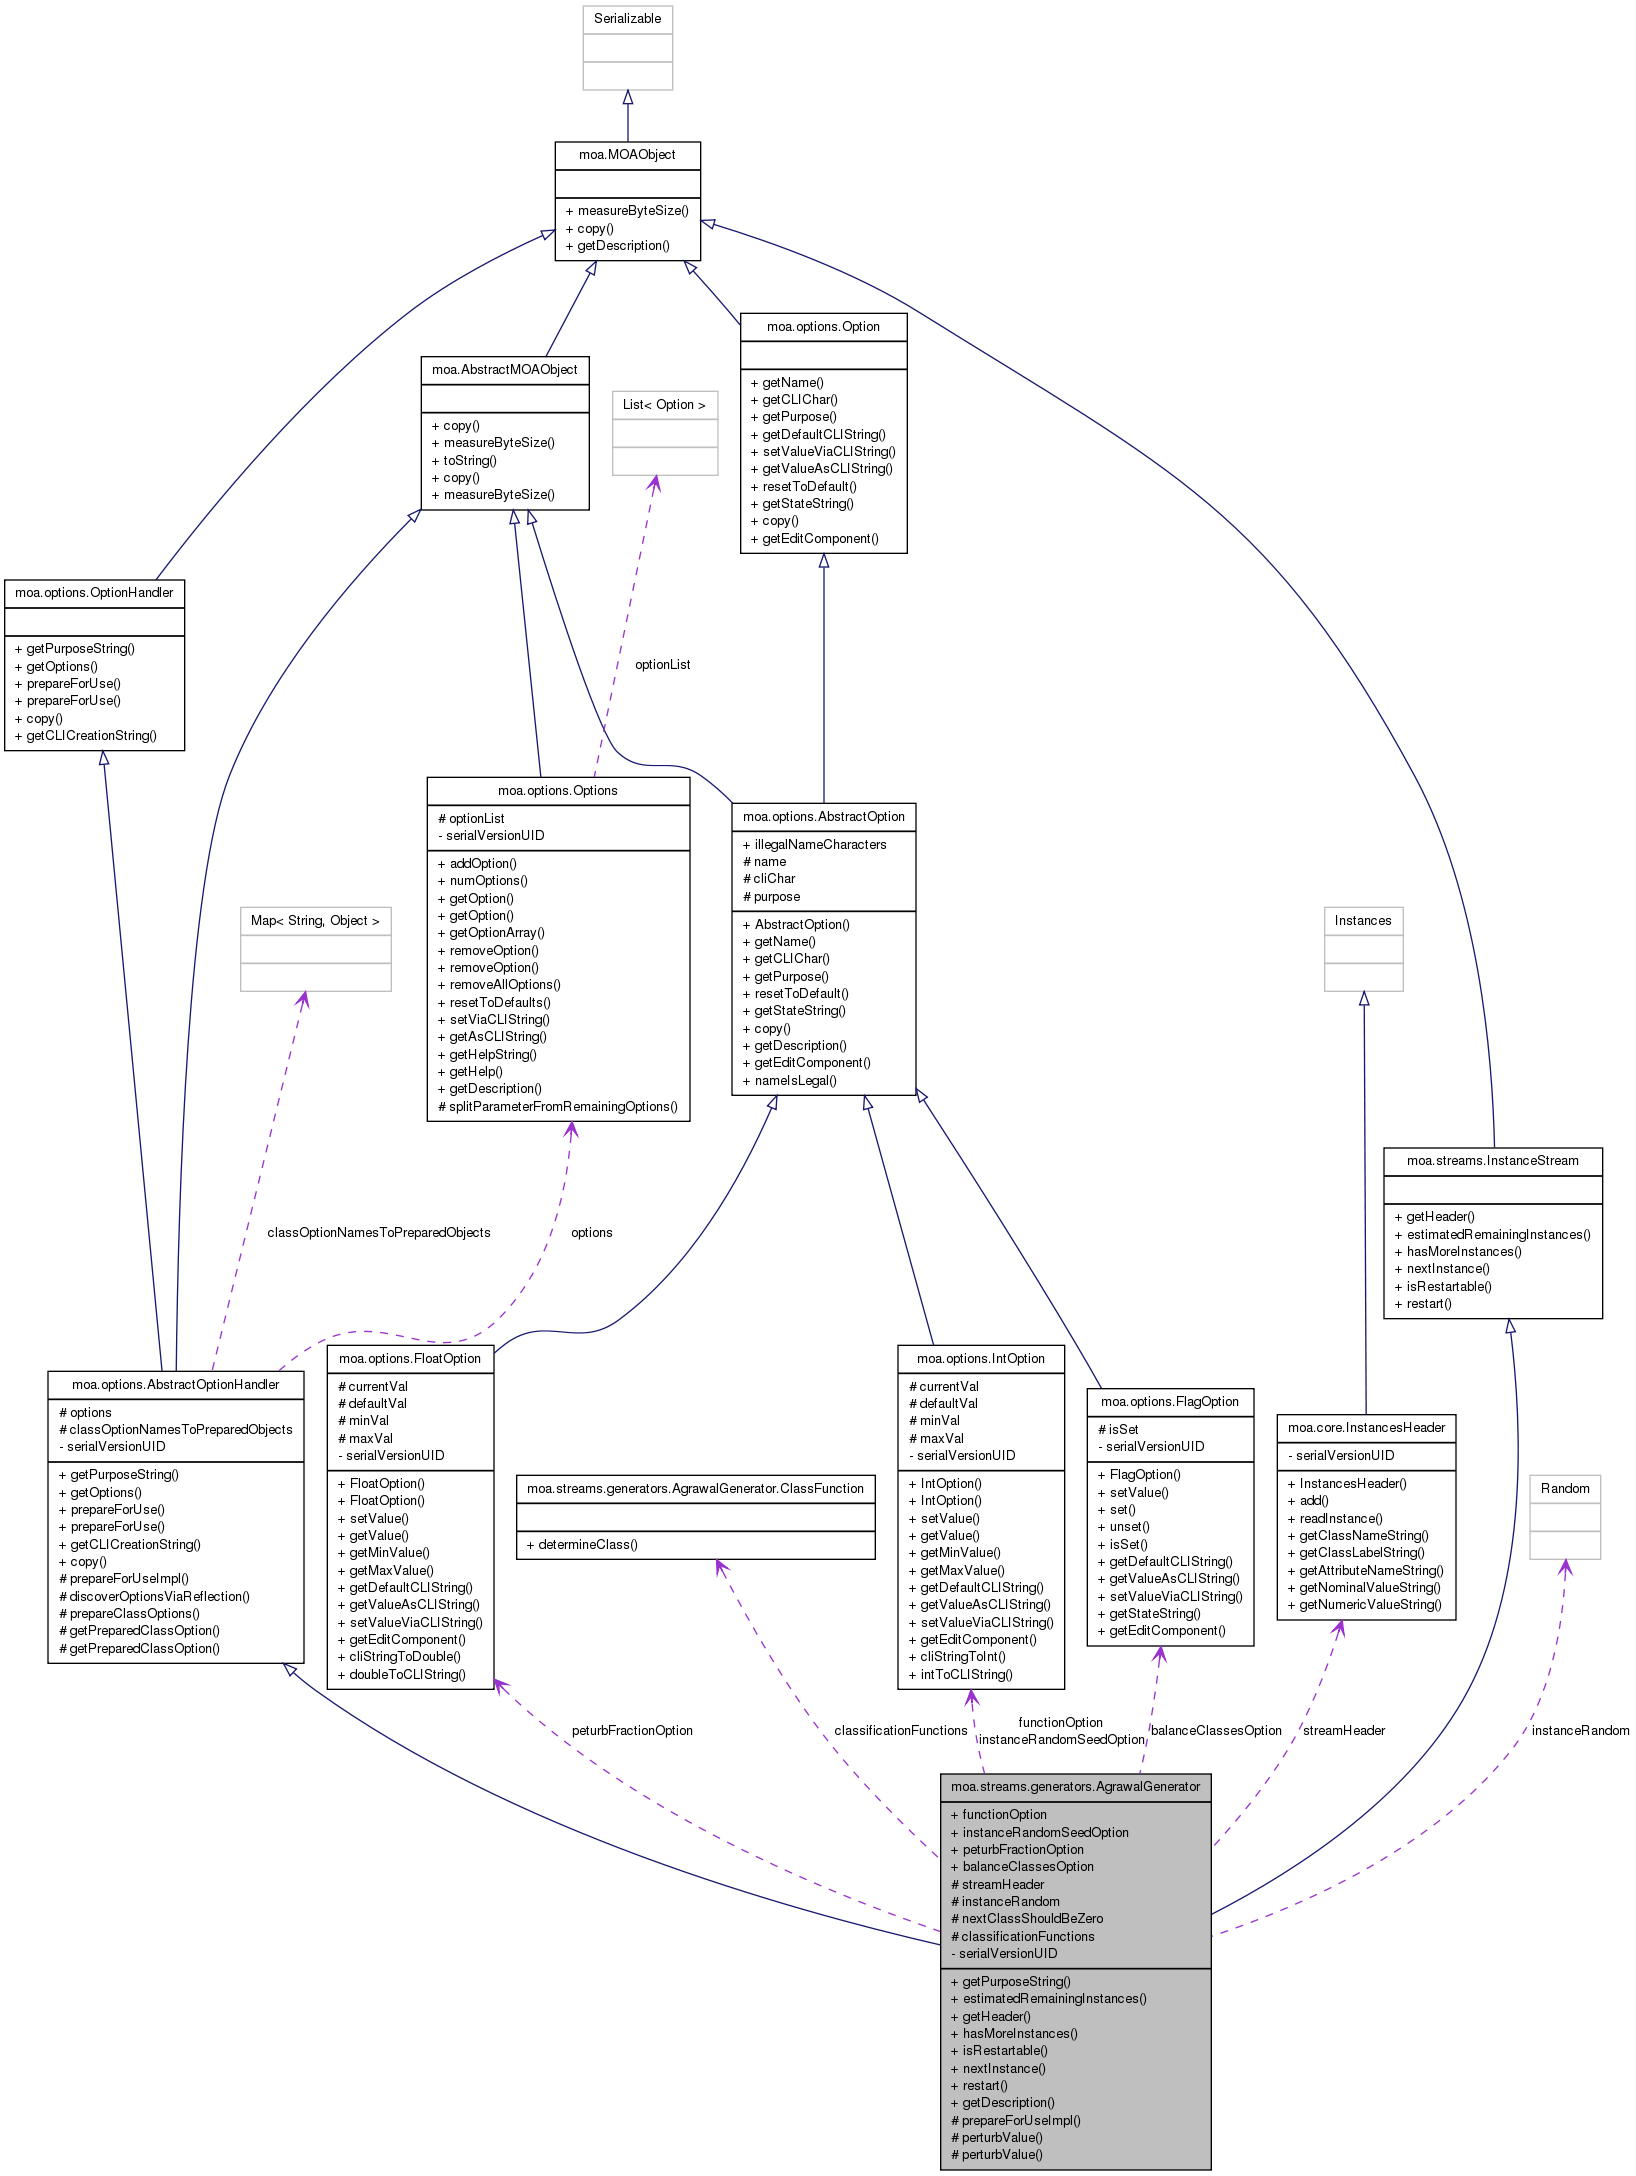 Serializable
moa.MOAObject
+ measureByteSize()
+ copy()
+ getDescription()
moa.options.Option
+ getName()
+ getCLIChar()
+ getPurpose()
+ getDefaultCLIString()
+ setValueViaCLIString()
+ getValueAsCLIString()
+ resetToDefault()
+ getStateString()
+ copy()
+ getEditComponent()
moa.AbstractMOAObject
+ copy()
+ measureByteSize()
+ toString()
+ copy()
+ measureByteSize()
List< Option >
moa.options.OptionHandler
+ getPurposeString()
+ getOptions()
+ prepareForUse()
+ prepareForUse()
+ copy()
+ getCLICreationString()
optionList
moa.options.Options
# optionList
- serialVersionUID
+ addOption()
+ numOptions()
+ getOption()
+ getOption()
+ getOptionArray()
+ removeOption()
+ removeOption()
+ removeAllOptions()
+ resetToDefaults()
+ setViaCLIString()
+ getAsCLIString()
+ getHelpString()
+ getHelp()
+ getDescription()
# splitParameterFromRemainingOptions()
moa.options.AbstractOption
+ illegalNameCharacters
# name
# cliChar
# purpose
+ AbstractOption()
+ getName()
+ getCLIChar()
+ getPurpose()
+ resetToDefault()
+ getStateString()
+ copy()
+ getDescription()
+ getEditComponent()
+ nameIsLegal()
Map< String, Object >
Instances
moa.streams.InstanceStream
+ getHeader()
+ estimatedRemainingInstances()
+ hasMoreInstances()
+ nextInstance()
+ isRestartable()
+ restart()
classOptionNamesToPreparedObjects
options
moa.options.AbstractOptionHandler
# options
# classOptionNamesToPreparedObjects
- serialVersionUID
+ getPurposeString()
+ getOptions()
+ prepareForUse()
+ prepareForUse()
+ getCLICreationString()
+ copy()
# prepareForUseImpl()
# discoverOptionsViaReflection()
# prepareClassOptions()
# getPreparedClassOption()
# getPreparedClassOption()
moa.options.FloatOption
# currentVal
# defaultVal
# minVal
# maxVal
- serialVersionUID
+ FloatOption()
+ FloatOption()
+ setValue()
+ getValue()
+ getMinValue()
+ getMaxValue()
+ getDefaultCLIString()
+ getValueAsCLIString()
+ setValueViaCLIString()
+ getEditComponent()
+ cliStringToDouble()
+ doubleToCLIString()
moa.streams.generators.AgrawalGenerator.ClassFunction
+ determineClass()
moa.options.IntOption
# currentVal
# defaultVal
# minVal
# maxVal
- serialVersionUID
+ IntOption()
+ IntOption()
+ setValue()
+ getValue()
+ getMinValue()
+ getMaxValue()
+ getDefaultCLIString()
+ getValueAsCLIString()
+ setValueViaCLIString()
+ getEditComponent()
+ cliStringToInt()
+ intToCLIString()
moa.options.FlagOption
# isSet
- serialVersionUID
+ FlagOption()
+ setValue()
+ set()
+ unset()
+ isSet()
+ getDefaultCLIString()
+ getValueAsCLIString()
+ setValueViaCLIString()
+ getStateString()
+ getEditComponent()
moa.core.InstancesHeader
- serialVersionUID
+ InstancesHeader()
+ add()
+ readInstance()
+ getClassNameString()
+ getClassLabelString()
+ getAttributeNameString()
+ getNominalValueString()
+ getNumericValueString()
Random
peturbFractionOption
classificationFunctions
functionOption
instanceRandomSeedOption
balanceClassesOption
streamHeader
instanceRandom
moa.streams.generators.AgrawalGenerator
+ functionOption
+ instanceRandomSeedOption
+ peturbFractionOption
+ balanceClassesOption
# streamHeader
# instanceRandom
# nextClassShouldBeZero
# classificationFunctions
- serialVersionUID
+ getPurposeString()
+ estimatedRemainingInstances()
+ getHeader()
+ hasMoreInstances()
+ isRestartable()
+ nextInstance()
+ restart()
+ getDescription()
# prepareForUseImpl()
# perturbValue()
# perturbValue()